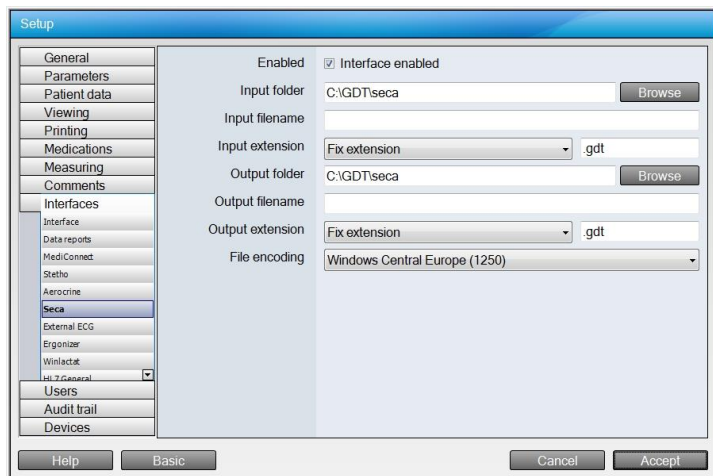 Setup
General
Parameters
Patient data
Viewing
Printing
Medications
Measuring
Comments
Interfaces
Interface
Data reports
MediConnect
Stetho
Aerocrine
Seca
External ECG
Ergonizer
Winlactat
HL7 General
Users
Audit trail
Devices
Enabled Interface enabled
Input folder C:\GDT\seca Browse
Input filename
Input extension Fix extension .gdt
Output folder C:\GDT\seca Browse
Output filename
Output extension Fix extension .gdt
File encoding Windows Central Europe (1250)
Help Basic Cancel Accept